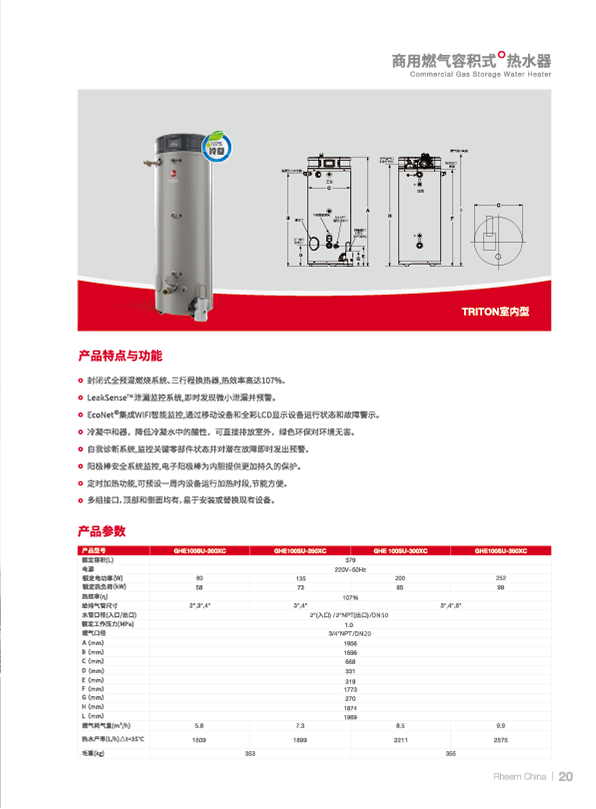 商用燃气容积式 热水器
Commercial Gas Storage Water Heater
107%
冷凝
TRITON室内型
产品特点与功能
封闭式全预混燃烧系统、三行程换热器,热效率高达107%。
LeakSense™ 泄漏监控系统,即时发现微小泄漏并预警。
EcoNet®集成WIFI智能监控,通过移动设备和全彩LCD显示设备运行状态和故障警示。
冷凝中和器，降低冷凝水中的酸性，可直接排放室外，绿色环保对环境无害。
自我诊断系统,监控关键零部件状态并对潜在故障即时发出预警。
阳极棒安全系统监控,电子阳极棒为内胆提供更加持久的保护。
定时加热功能,可预设一周内设备运行加热时段,节能方便。
多组接口，顶部和侧面均有，易于安装或替换现有设备。
产品参数
产品型号 GHE100SU-200XC GHE100SU-250XC GHE 100SU-300XC GHE100SU-350XC
额定容积(L) 379
电源 220V~50Hz
额定电功率(W) 90 135 200 252
额定热负荷(kW) 58 73 85 99
热效率(η) 107%
给排气管尺寸 2",3",4" 3",4" 3",4",6"
水管口径(入口/出口) 2"(入口) /2"NPT(出口)/DN50
额定工作压力(MPa) 1.0
燃气口径 3/4"NPT/DN20
A (mm) 1956
B (mm) 1695
C (mm) 668
D (mm) 331
E (mm) 318
F (mm) 1773
G (mm) 270
H (mm) 1874
L (mm) 1969
燃气耗气量(m³/h) 5.8 7.3 8.5 9.9
热水产率(L/h),△t=35°C 1509 1899 2211 2575
毛重(kg) 353 355
Rheem China | 20